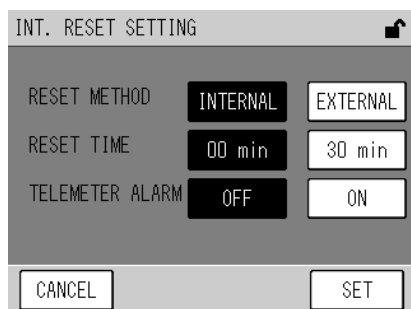 INT. RESET SETTING
RESET METHOD INTERNAL EXTERNAL
RESET TIME 00 min 30 min
TELEMETER ALARM OFF ON
CANCEL SET